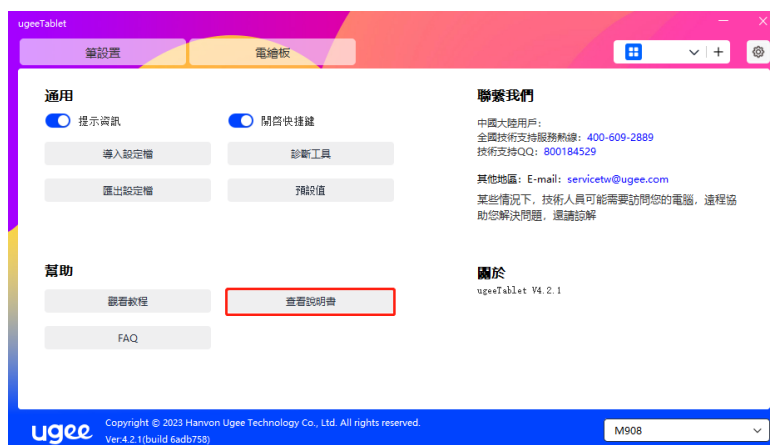 ugeeTablet
筆設置
電繪板
通用
提示資訊
開啓快捷鍵
導入設定檔
診斷工具
匯出設定檔
預設值
聯繫我們
中國大陸用戶：
全國技術支持服務熱線：400-609-2889
技術支持QQ：800184529
其他地區：E-mail：servicetw@ugee.com
某些情況下，技術人員可能需要訪問您的電腦，遠程協
助您解決問題，還請諒解
幫助
觀看教程
查看說明書
FAQ
關於
ugeeTablet V4.2.1
ugee
Copyright © 2023 Hanvon Ugee Technology Co., Ltd. All rights reserved.
Ver:4.2.1(build 6adb758)
M908